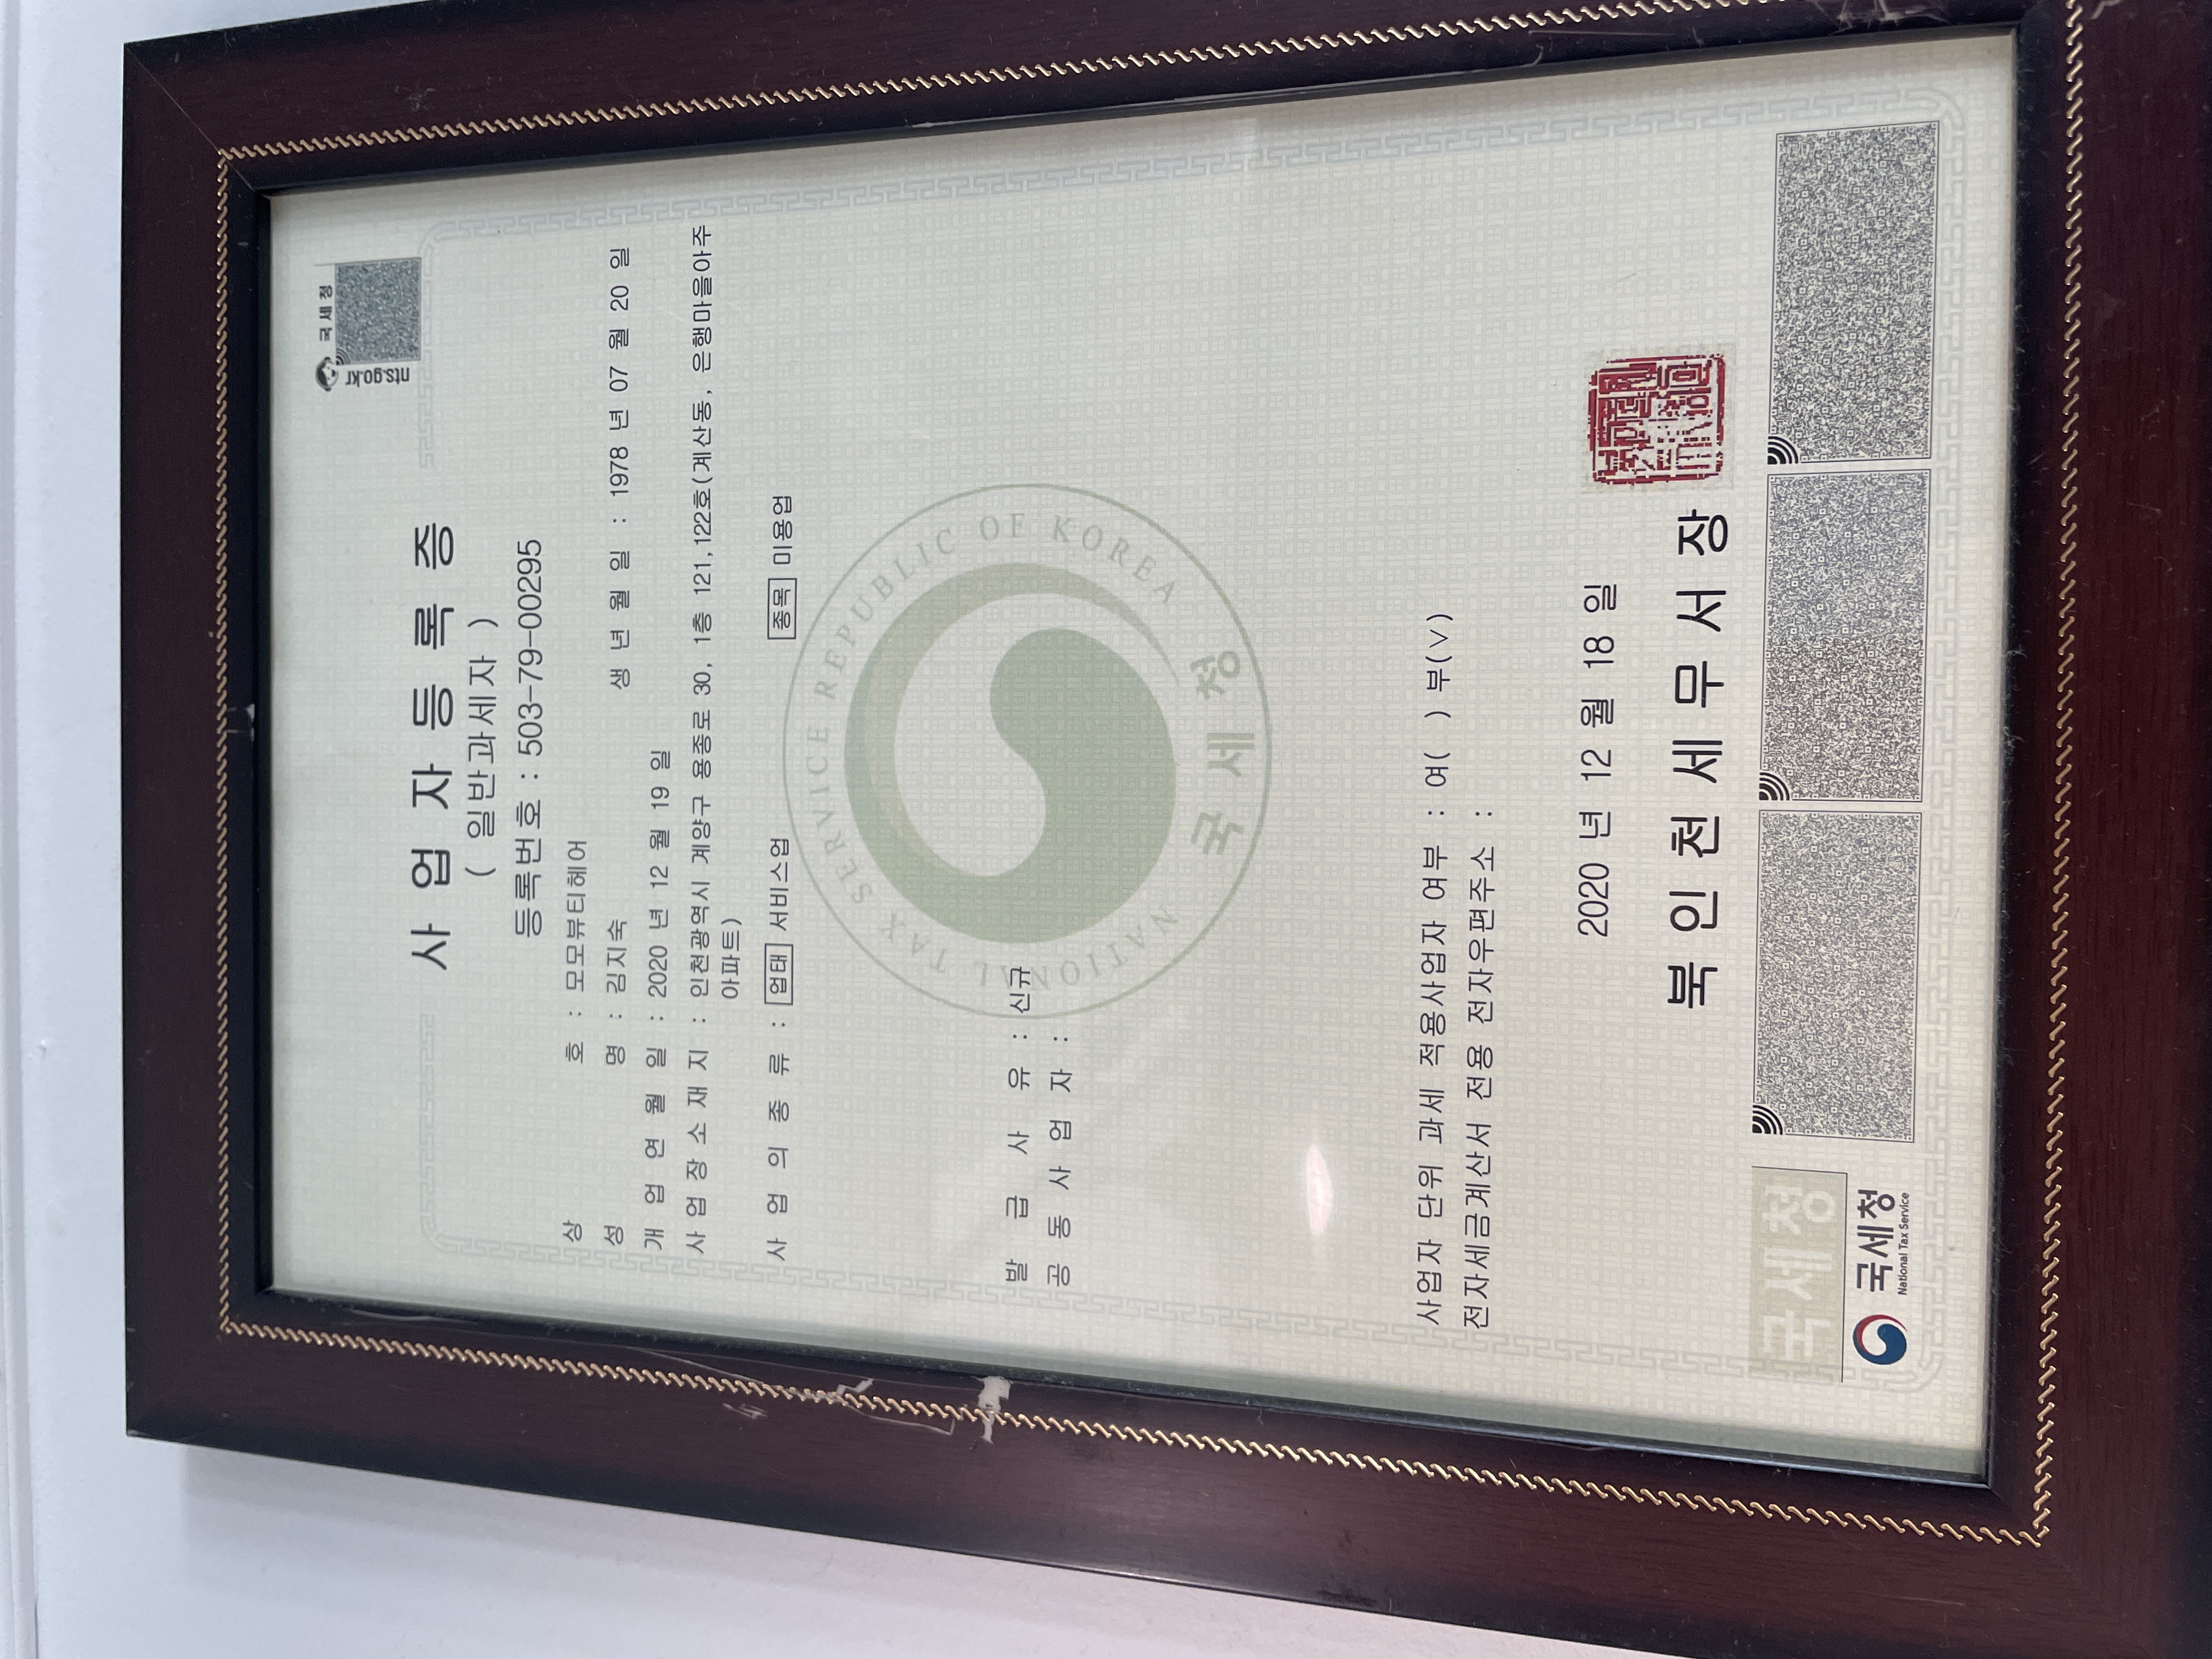 국세청
nts.go.kr
사 업 자 등 록 증
( 일반과세자 )
등록번호 : 503-79-00295
상 호 : 모모뷰티헤어
성 명 : 김지숙 생 년 월 일 : 1978 년 07 월 20 일
개 업 연 월 일 : 2020 년 12 월 19 일
사 업 장 소 재 지 : 인천광역시 계양구 용종로 30, 1층 121,122호(계산동, 은행마을아주
아파트)
사 업 의 종 류 : 업태 서비스업 종목 미용업
NATIONAL TAX SERVICE REPUBLIC OF KOREA
국세청
발 급 사 유 : 신규
공 동 사 업 자 :
사업자 단위 과세 적용사업자 여부 : 여( ) 부(∨)
전자세금계산서 전용 전자우편주소 :
2020 년 12 월 18 일
북 인 천 세 무 서 장
국세청
국세청
National Tax Service